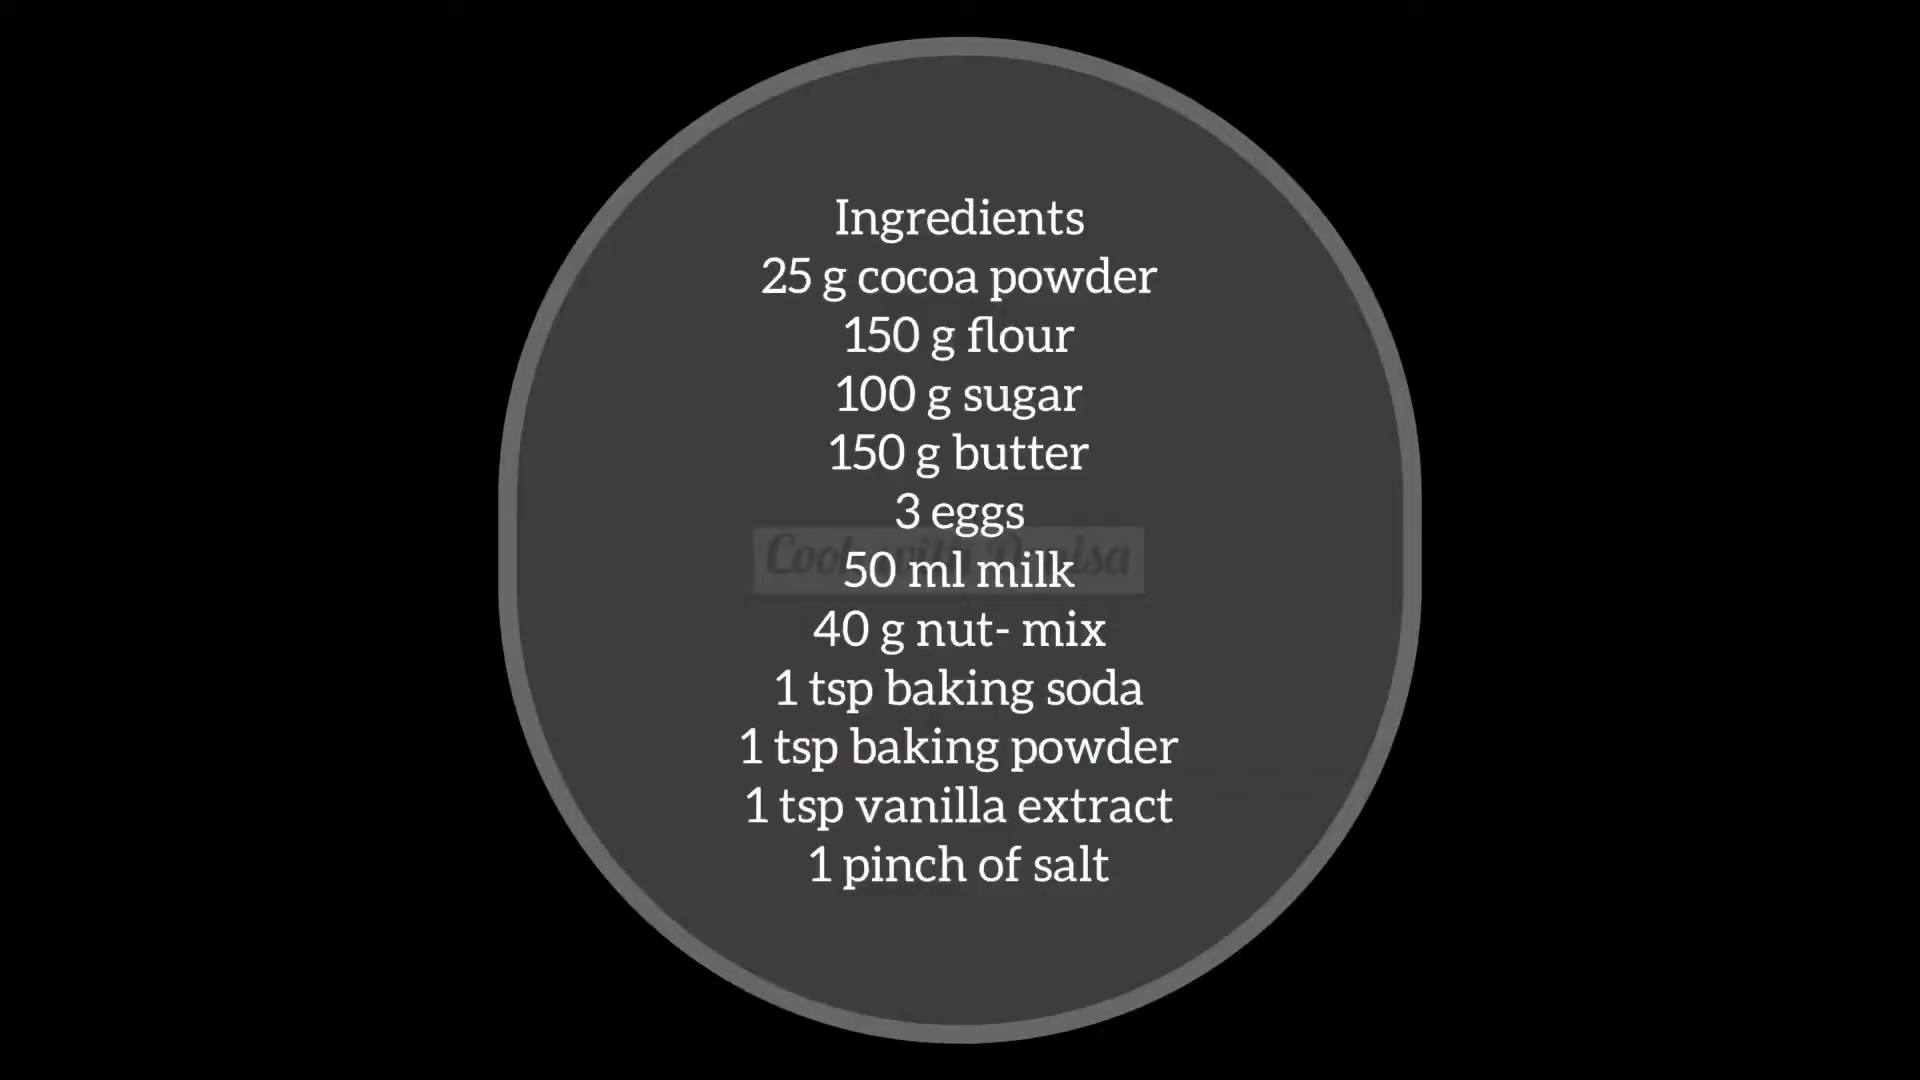 Ingredients
25 g cocoa powder
150 g flour
100 g sugar
150 g butter
3 eggs
50 ml milk
40 g nut- mix
1 tsp baking soda
1 tsp baking powder
1 tsp vanilla extract
1 pinch of salt